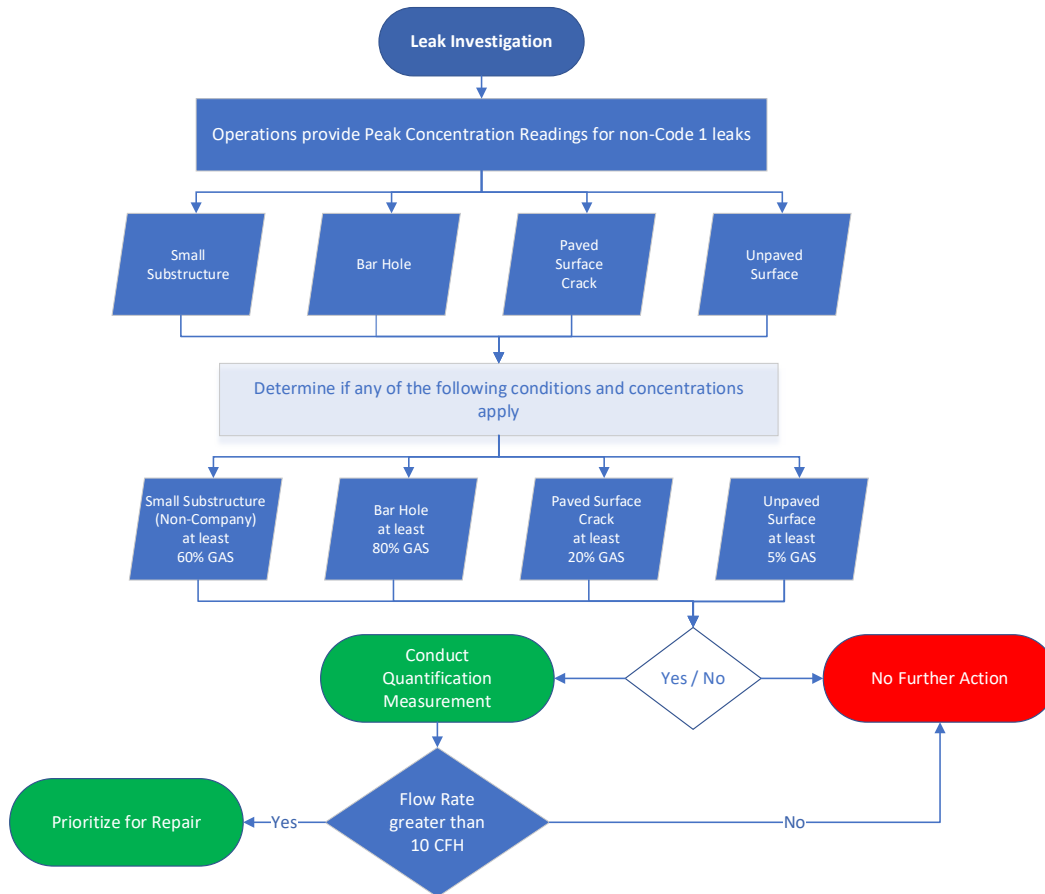 Leak Investigation
Operations provide Peak Concentration Readings for non-Code 1 leaks
Small
Substructure
Bar Hole
Paved
Surface
Crack
Unpaved
Surface
Determine if any of the following conditions and concentrations
apply
Small Substructure
(Non-Company)
at least
60% GAS
Bar Hole
at least
80% GAS
Paved Surface
Crack
at least
20% GAS
Unpaved
Surface
at least
5% GAS
Conduct
Quantification
Measurement
Yes / No
No Further Action
Prioritize for Repair
Yes
Flow Rate
greater than
10 CFH
No